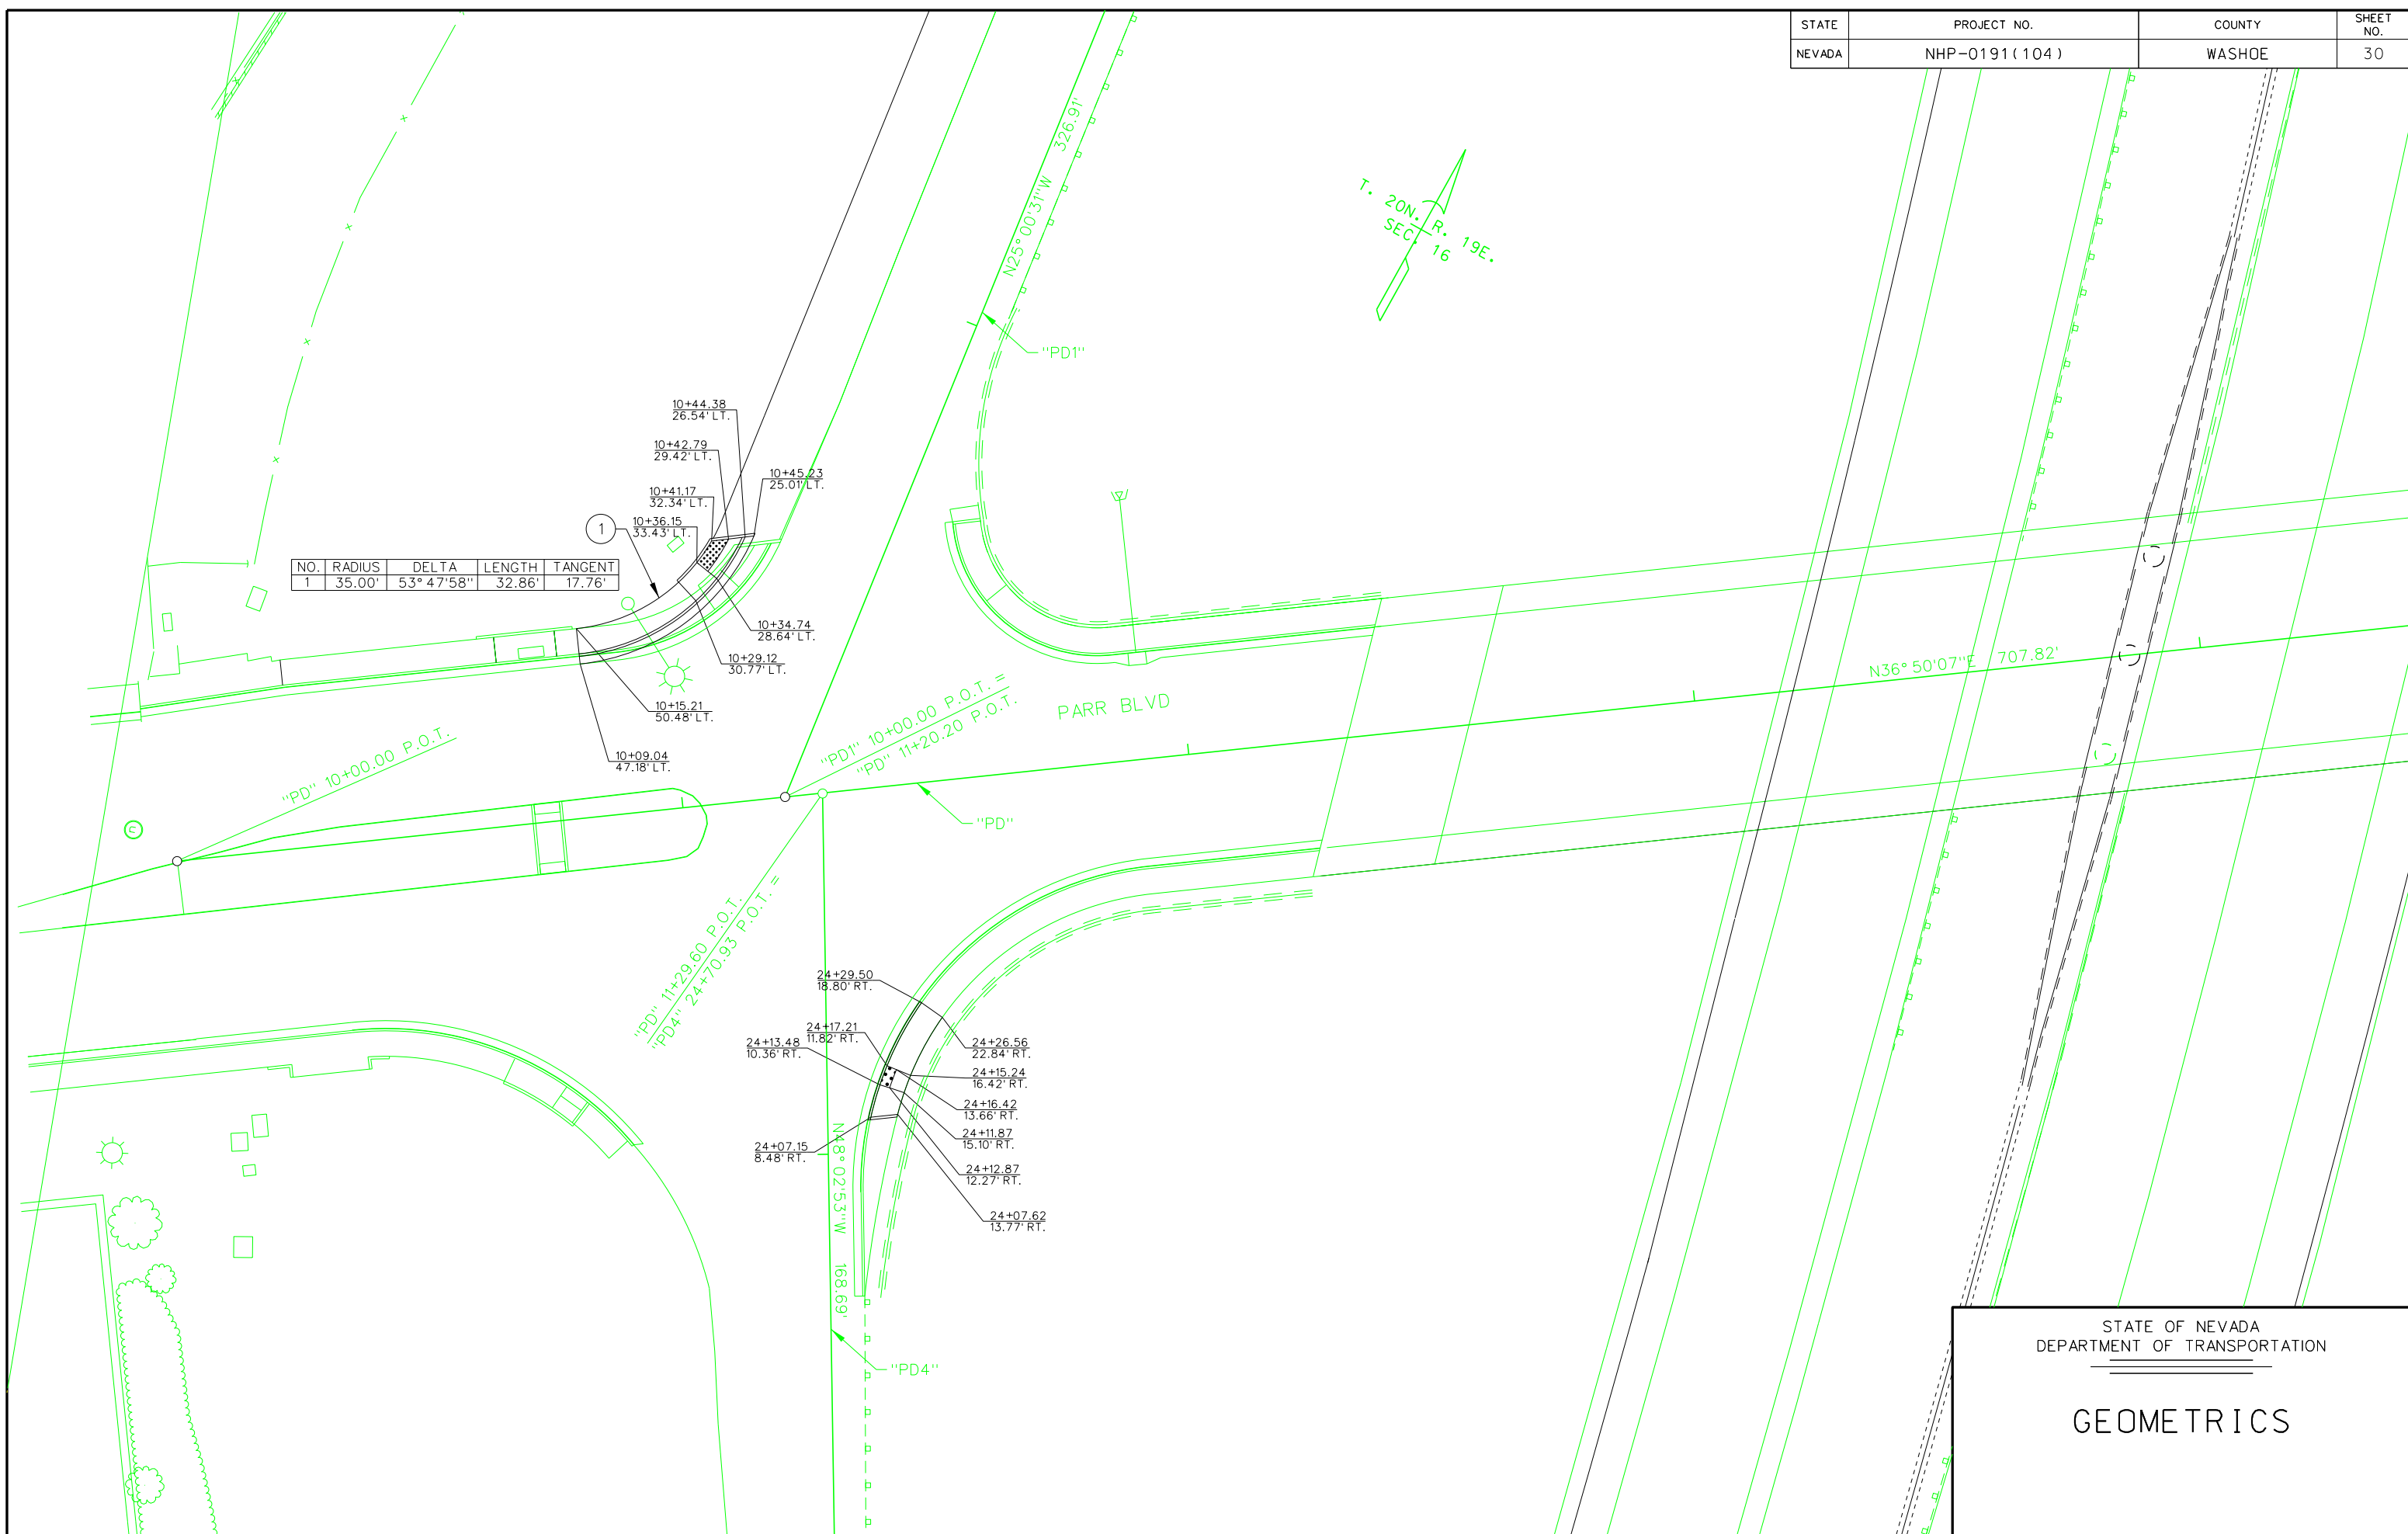 STATE PROJECT NO. COUNTY SHEET NO.
NEVADA NHP-0191(104) WASHOE 30
N25°00'31"W 326.91'
T. 20N. R. 19E.
SEC. 16
"PD1"
10+44.38
26.54' LT.
10+42.79
29.42' LT.
10+45.23
25.01' LT.
10+41.17
32.34' LT.
10+36.15
33.43' LT.
1
NO. RADIUS DELTA LENGTH TANGENT
1 35.00' 53°47'58" 32.86' 17.76'
10+34.74
28.64' LT.
10+29.12
30.77' LT.
10+15.21
50.48' LT.
10+09.04
47.18' LT.
N36°50'07"E 707.82'
PARR BLVD
"PD1" 10+00.00 P.O.T. =
"PD" 11+20.20 P.O.T.
"PD" 10+00.00 P.O.T.
5
"PD"
"PD" 11+29.60 P.O.T.
"PD4" 24+70.93 P.O.T. =
24+29.50
18.80' RT.
24+17.21
11.82' RT.
24+13.48
10.36' RT.
24+26.56
22.84' RT.
24+15.24
16.42' RT.
24+16.42
13.66' RT.
24+11.87
15.10' RT.
24+07.15
8.48' RT.
24+12.87
12.27' RT.
24+07.62
13.77' RT.
N48°02'53"W 168.69'
"PD4"
STATE OF NEVADA
DEPARTMENT OF TRANSPORTATION
GEOMETRICS